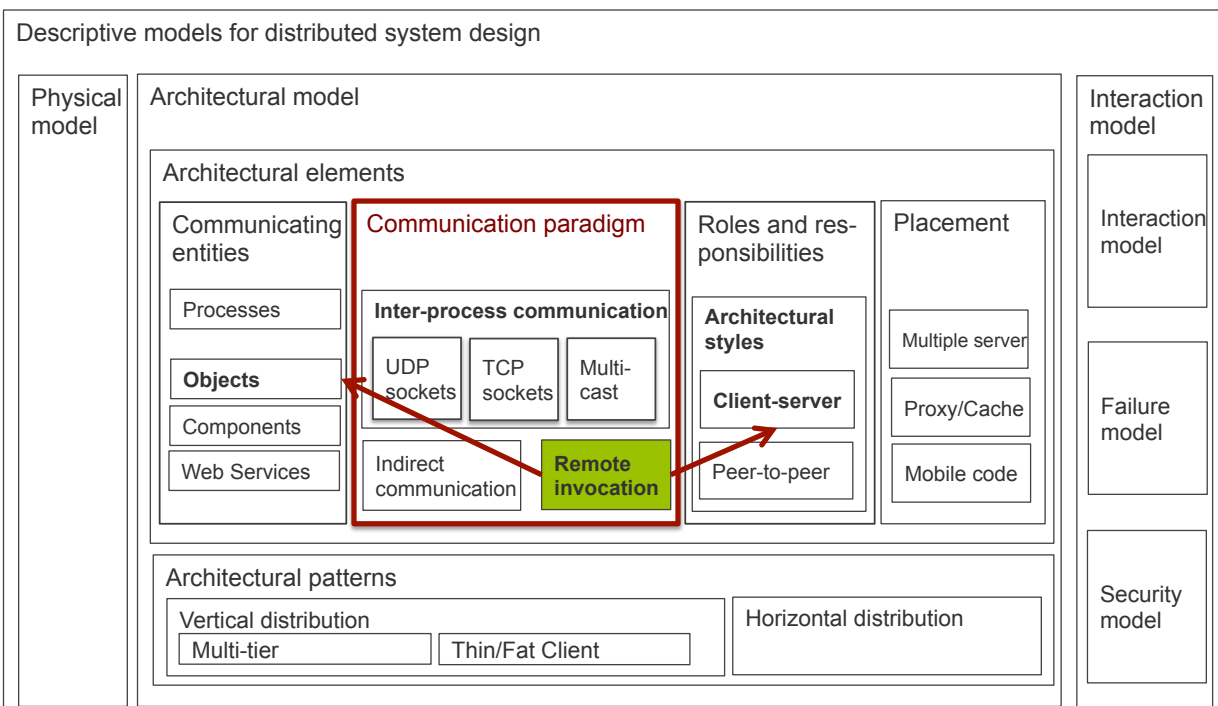 Descriptive models for distributed system design
Physical
model
Architectural model
Architectural elements
Communicating
entities
Processes
Objects
Components
Web Services
Communication paradigm
Inter-process communication
UDP
sockets
TCP
sockets
Multi-
cast
Indirect
communication
Remote
invocation
Roles and res-
ponsibilities
Architectural
styles
Client-server
Peer-to-peer
Placement
Multiple server
Proxy/Cache
Mobile code
Architectural patterns
Vertical distribution
Multi-tier
Thin/Fat Client
Horizontal distribution
Interaction
model
Interaction
model
Failure
model
Security
model